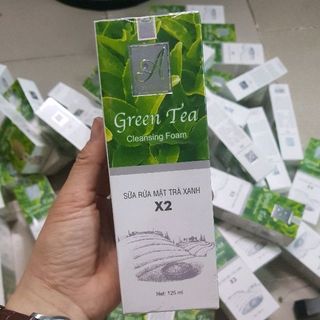 A
Green Tea
Cleansing Foam
SỮA RỬA MẶT TRÀ XANH
X2
Net: 125 ml